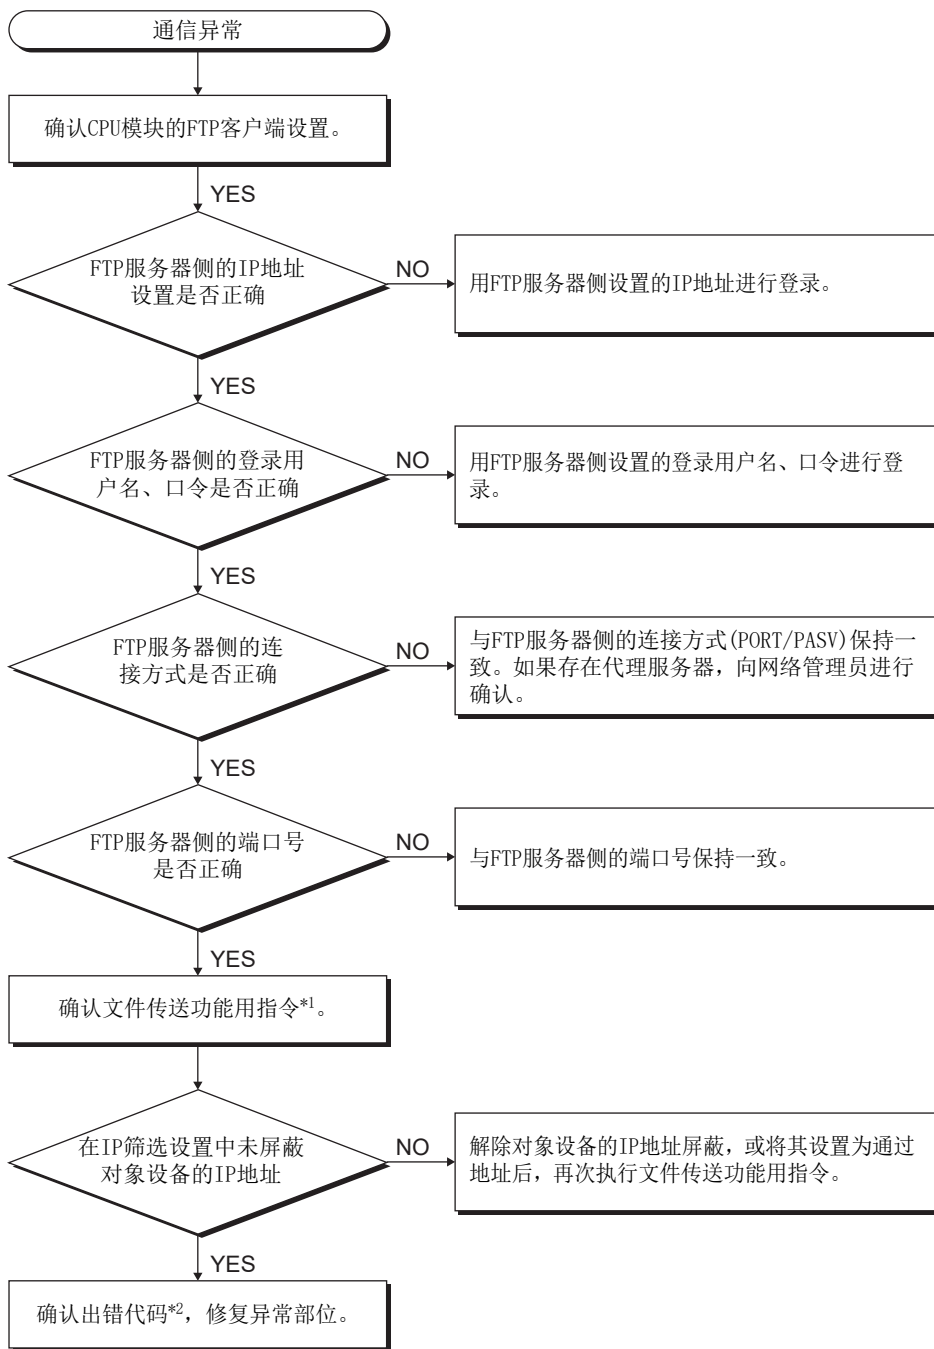 通信异常
确认CPU模块的FTP客户端设置。
YES
FTP服务器侧的IP地址
设置是否正确
NO
用FTP服务器侧设置的IP地址进行登录。
YES
FTP服务器侧的登录用
户名、口令是否正确
NO
用FTP服务器侧设置的登录用户名、口令进行登
录。
YES
FTP服务器侧的连
接方式是否正确
NO
与FTP服务器侧的连接方式(PORT/PASV)保持一
致。如果存在代理服务器，向网络管理员进行
确认。
YES
FTP服务器侧的端口号
是否正确
NO
与FTP服务器侧的端口号保持一致。
YES
确认文件传送功能用指令*1。
在IP筛选设置中未屏蔽
对象设备的IP地址
NO
解除对象设备的IP地址屏蔽，或将其设置为通过
地址后，再次执行文件传送功能用指令。
YES
确认出错代码*2，修复异常部位。